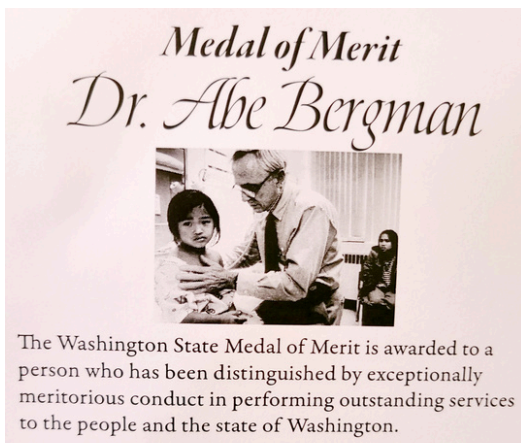 Medal of Merit
Dr. Abe Bergman
The Washington State Medal of Merit is awarded to a
person who has been distinguished by exceptionally
meritorious conduct in performing outstanding services
to the people and the state of Washington.